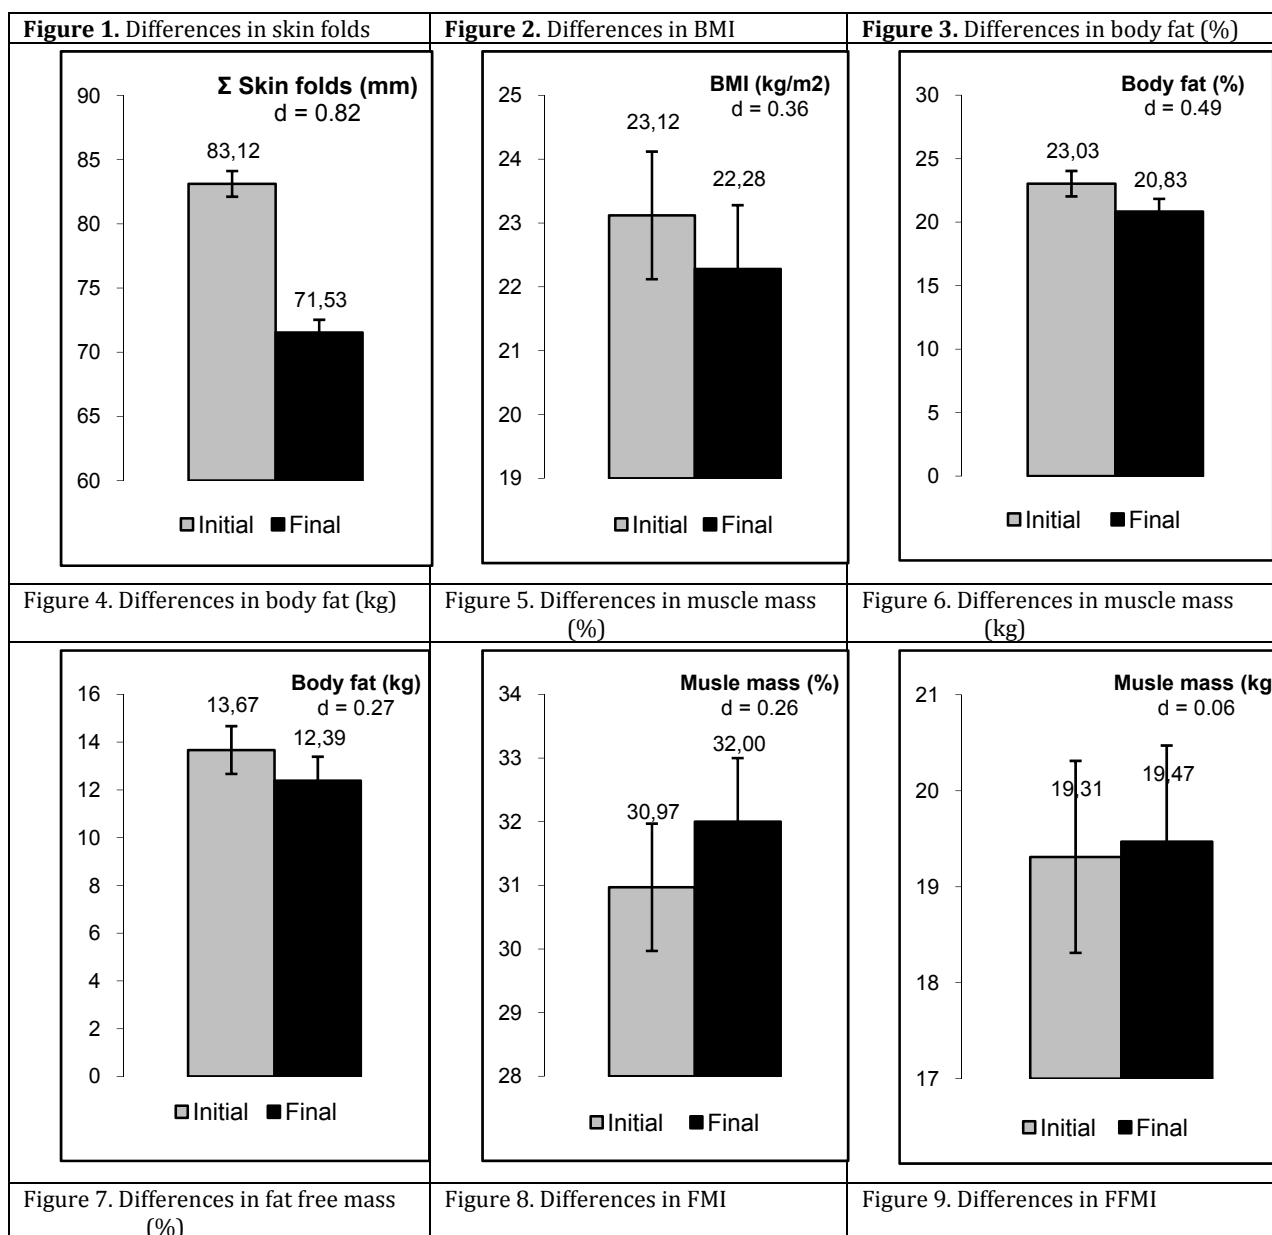 Figure 1. Differences in skin folds
Figure 2. Differences in BMI
Figure 3. Differences in body fat (%)
Σ Skin folds (mm)
d = 0.82
90
85
80
75
70
65
60
83,12
71,53
Initial Final
BMI (kg/m2)
d = 0.36
25
24
23
22
21
20
19
23,12
22,28
Initial Final
Body fat (%)
d = 0.49
30
25
20
15
10
5
0
23,03
20,83
Initial Final
Figure 4. Differences in body fat (kg)
Figure 5. Differences in muscle mass
(%)
Figure 6. Differences in muscle mass
(kg)
Body fat (kg)
d = 0.27
16
14
12
10
8
6
4
2
0
13,67
12,39
Initial Final
Musle mass (%)
d = 0.26
34
33
32
31
30
29
28
30,97
32,00
Initial Final
Musle mass (kg
d = 0.06
21
20
19
18
17
19,31
19,47
Initial Final
Figure 7. Differences in fat free mass
(%)
Figure 8. Differences in FMI
Figure 9. Differences in FFMI